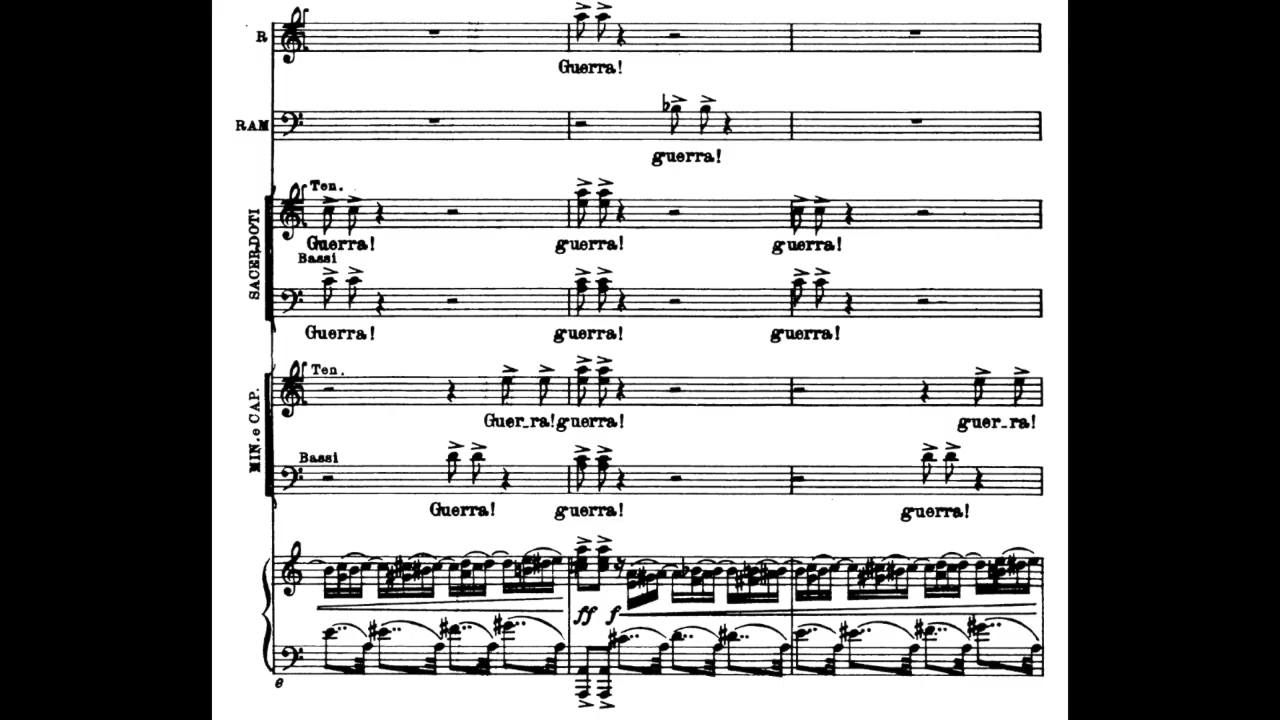 R
Guerra!
RAM
guerra!
SACERDOTI
Ten.
Guerra! guerra! guerra!
Bassi
Guerra! guerra! guerra!
MIN. e CAP.
Ten.
Guer_ra! guerra! guer_ra!
Bassi
Guerra! guerra! guerra!
ff f
e